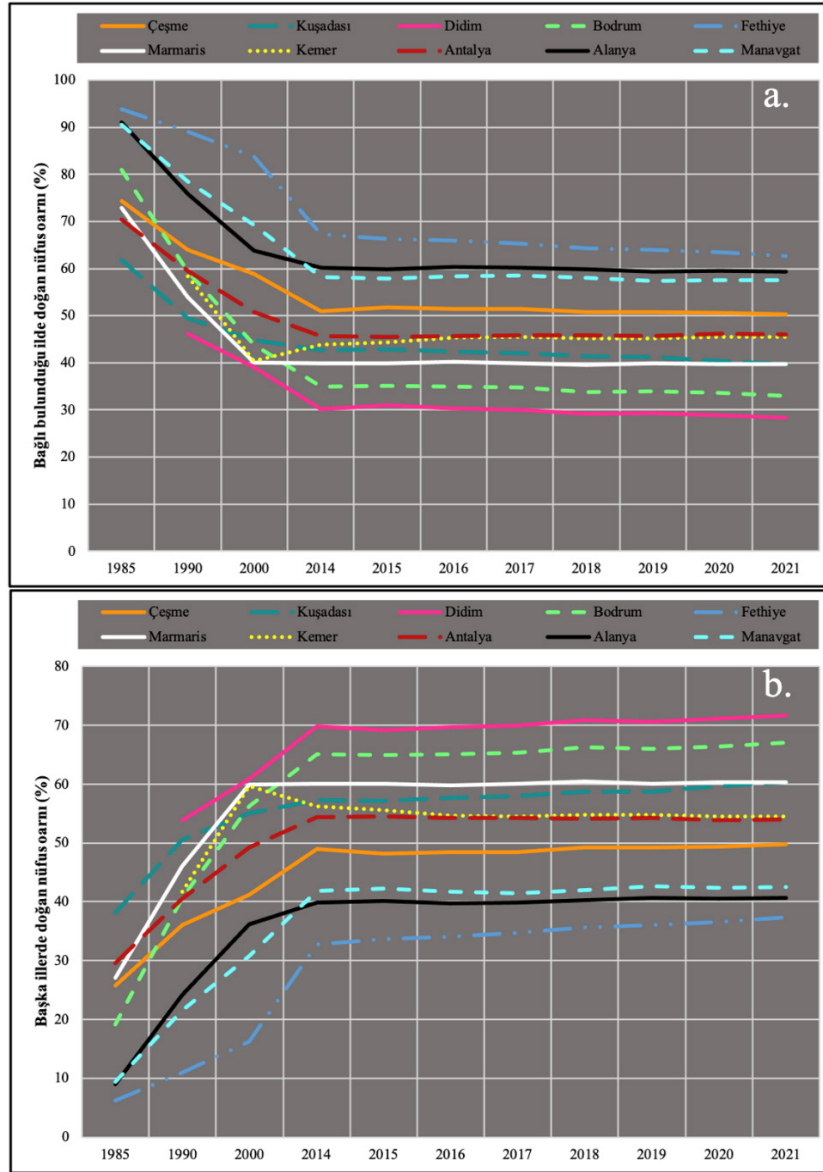 Çeşme Kuşadası Didim Bodrum Fethiye
Marmaris Kemer Antalya Alanya Manavgat
a.
Bağlı bulunduğu ilde doğan nüfus oarnı (%)
100
90
80
70
60
50
40
30
20
10
0
1985 1990 2000 2014 2015 2016 2017 2018 2019 2020 2021
Çeşme Kuşadası Didim Bodrum Fethiye
Marmaris Kemer Antalya Alanya Manavgat
b.
Başka illerde doğan nüfus oarnı (%)
80
70
60
50
40
30
20
10
0
1985 1990 2000 2014 2015 2016 2017 2018 2019 2020 2021